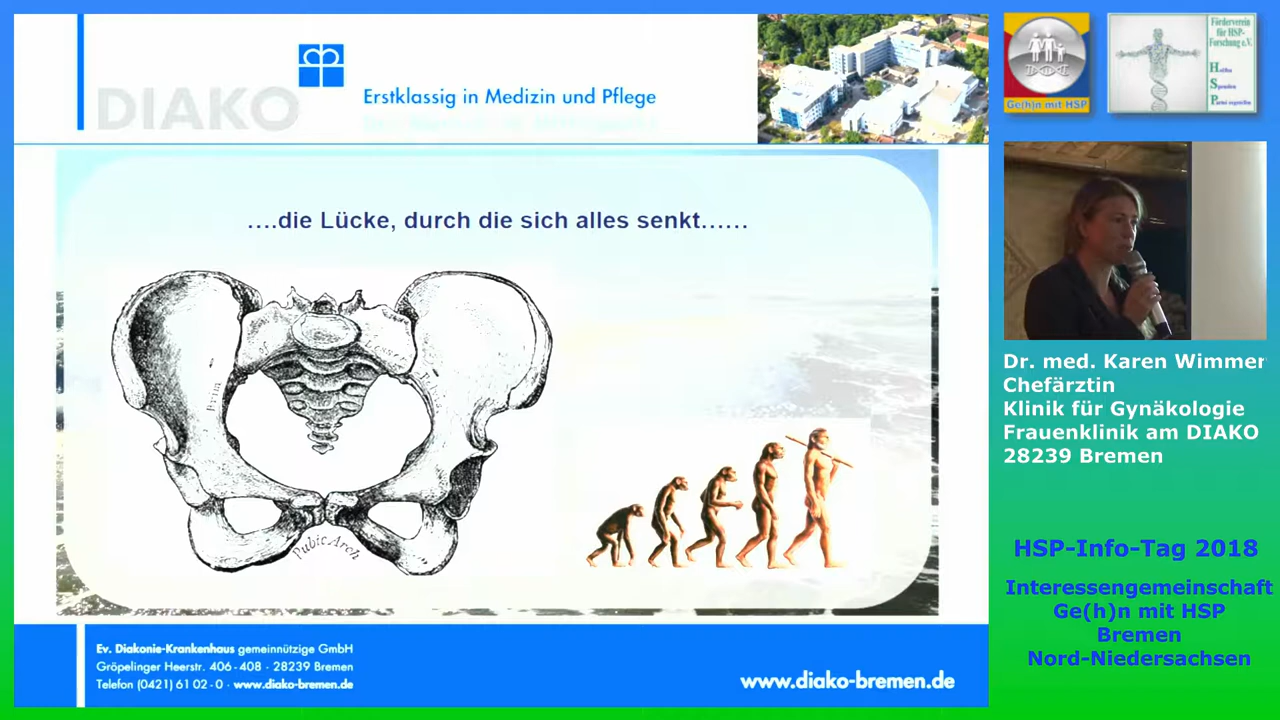 DIAKO
Erstklassig in Medizin und Pflege
....die Lücke, durch die sich alles senkt......
Brim
Pubic Arch
Ev. Diakonie-Krankenhaus gemeinnützige GmbH
Gröpelinger Heerstr. 406 - 408 · 28239 Bremen
Telefon (0421) 61 02 - 0 · www.diako-bremen.de
www.diako-bremen.de
Ge(h)n mit HSP
Förderverein
für HSP-
Forschung e.V.
Helfen
Spenden
Dr. med. Karen Wimmer
Chefärztin
Klinik für Gynäkologie
Frauenklinik am DIAKO
28239 Bremen
HSP-Info-Tag 2018
Interessengemeinschaft
Ge(h)n mit HSP
Bremen
Nord-Niedersachsen